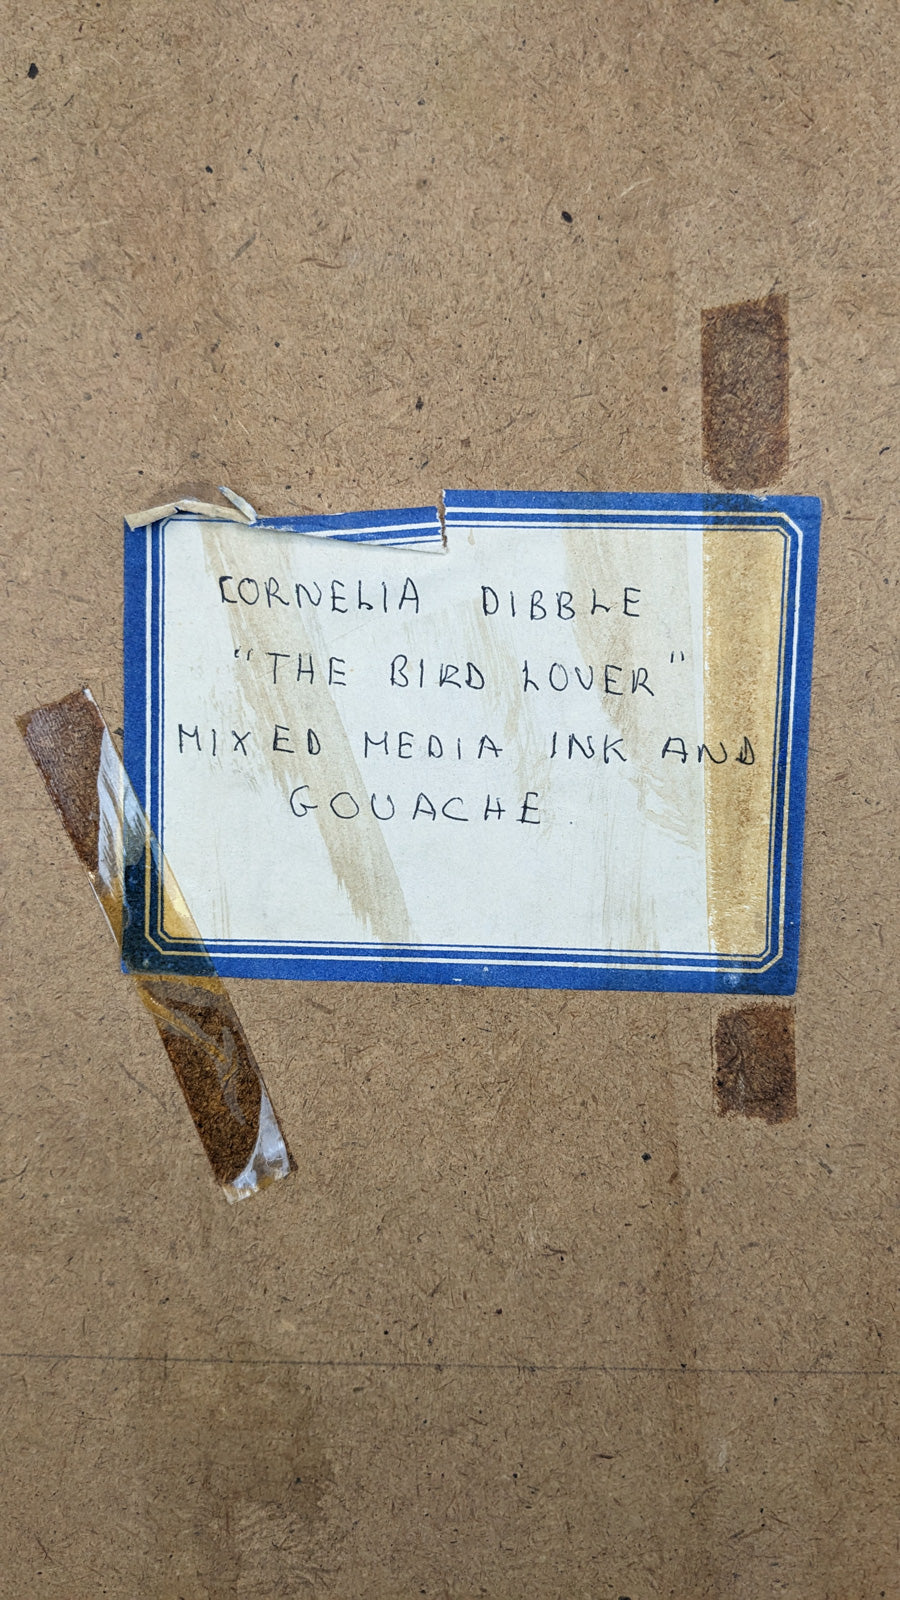 CORNELIA DIBBLE
"THE BIRD LOVER"
MIXED MEDIA INK AND
GOUACHE.